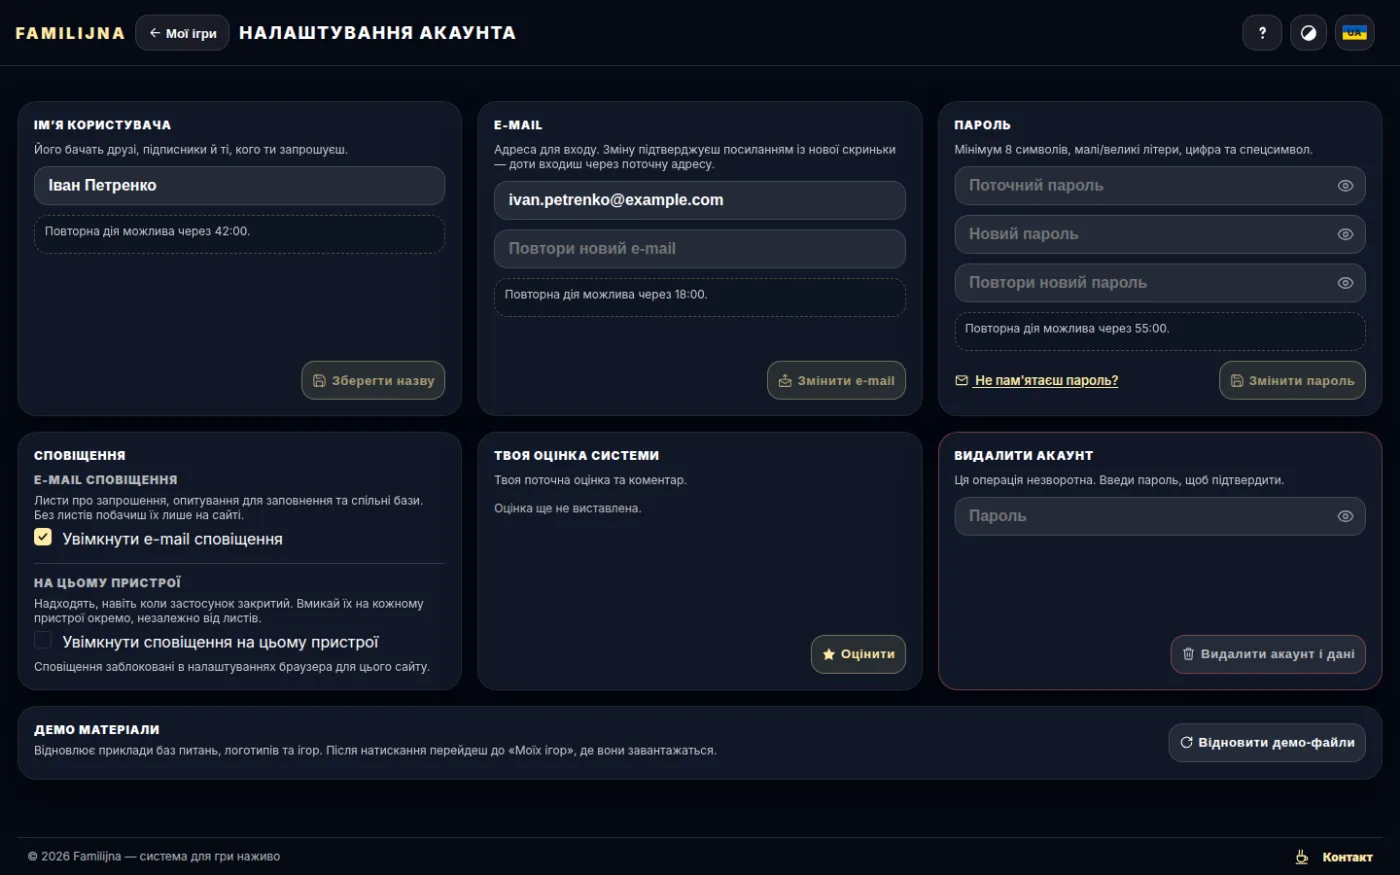 FAMILIJNA
Мої ігри
НАЛАШТУВАННЯ АКАУНТА
?
UA
ІМ'Я КОРИСТУВАЧА
Його бачать друзі, підписники й ті, кого ти запрошуєш.
Іван Петренко
Повторна дія можлива через 42:00.
Зберегти назву
E-MAIL
Адреса для входу. Зміну підтверджуєш посиланням із нової скриньки
— доти входиш через поточну адресу.
ivan.petrenko@example.com
Повтори новий e-mail
Повторна дія можлива через 18:00.
Змінити e-mail
ПАРОЛЬ
Мінімум 8 символів, малі/великі літери, цифра та спецсимвол.
Поточний пароль
Новий пароль
Повтори новий пароль
Повторна дія можлива через 55:00.
Не пам'ятаєш пароль?
Змінити пароль
СПОВІЩЕННЯ
E-MAIL СПОВІЩЕННЯ
Листи про запрошення, опитування для заповнення та спільні бази.
Без листів побачиш їх лише на сайті.
Увімкнути e-mail сповіщення
НА ЦЬОМУ ПРИСТРОЇ
Надходять, навіть коли застосунок закритий. Вмикай їх на кожному
пристрої окремо, незалежно від листів.
Увімкнути сповіщення на цьому пристрої
Сповіщення заблоковані в налаштуваннях браузера для цього сайту.
ТВОЯ ОЦІНКА СИСТЕМИ
Твоя поточна оцінка та коментар.
Оцінка ще не виставлена.
Оцінити
ВИДАЛИТИ АКАУНТ
Ця операція незворотна. Введи пароль, щоб підтвердити.
Пароль
Видалити акаунт і дані
ДЕМО МАТЕРІАЛИ
Відновлює приклади баз питань, логотипів та ігор. Після натискання перейдеш до «Моїх ігор», де вони завантажаться.
Відновити демо-файли
© 2026 Familijna — система для гри наживо
Контакт